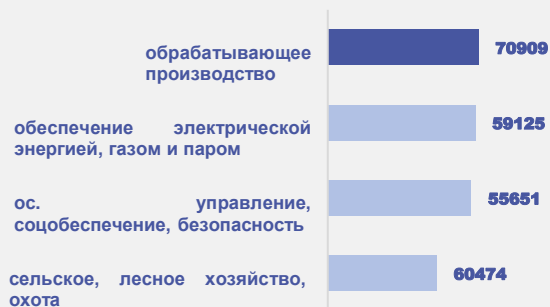 обрабатывающее 70909
производство
обеспечение электрической 59125
энергией, газом и паром
ос. управление, 55651
соцобеспечение, безопасность
сельское, лесное хозяйство, 60474
охота